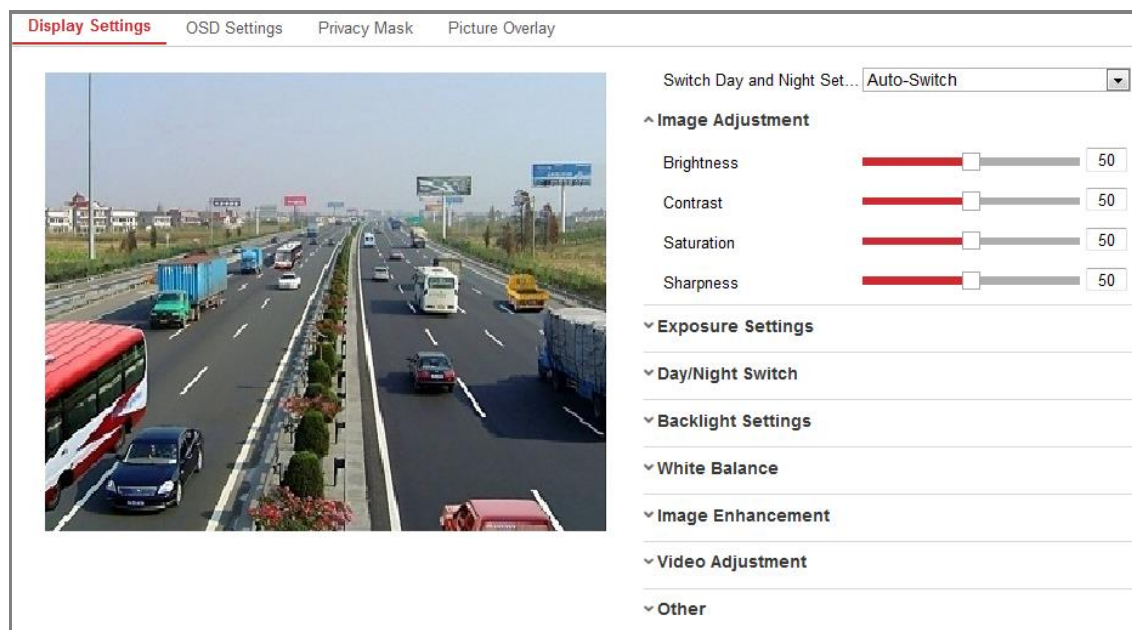 Display Settings OSD Settings Privacy Mask Picture Overlay
Switch Day and Night Set... Auto-Switch
Image Adjustment
Brightness 50
Contrast 50
Saturation 50
Sharpness 50
Exposure Settings
Day/Night Switch
Backlight Settings
White Balance
Image Enhancement
Video Adjustment
Other